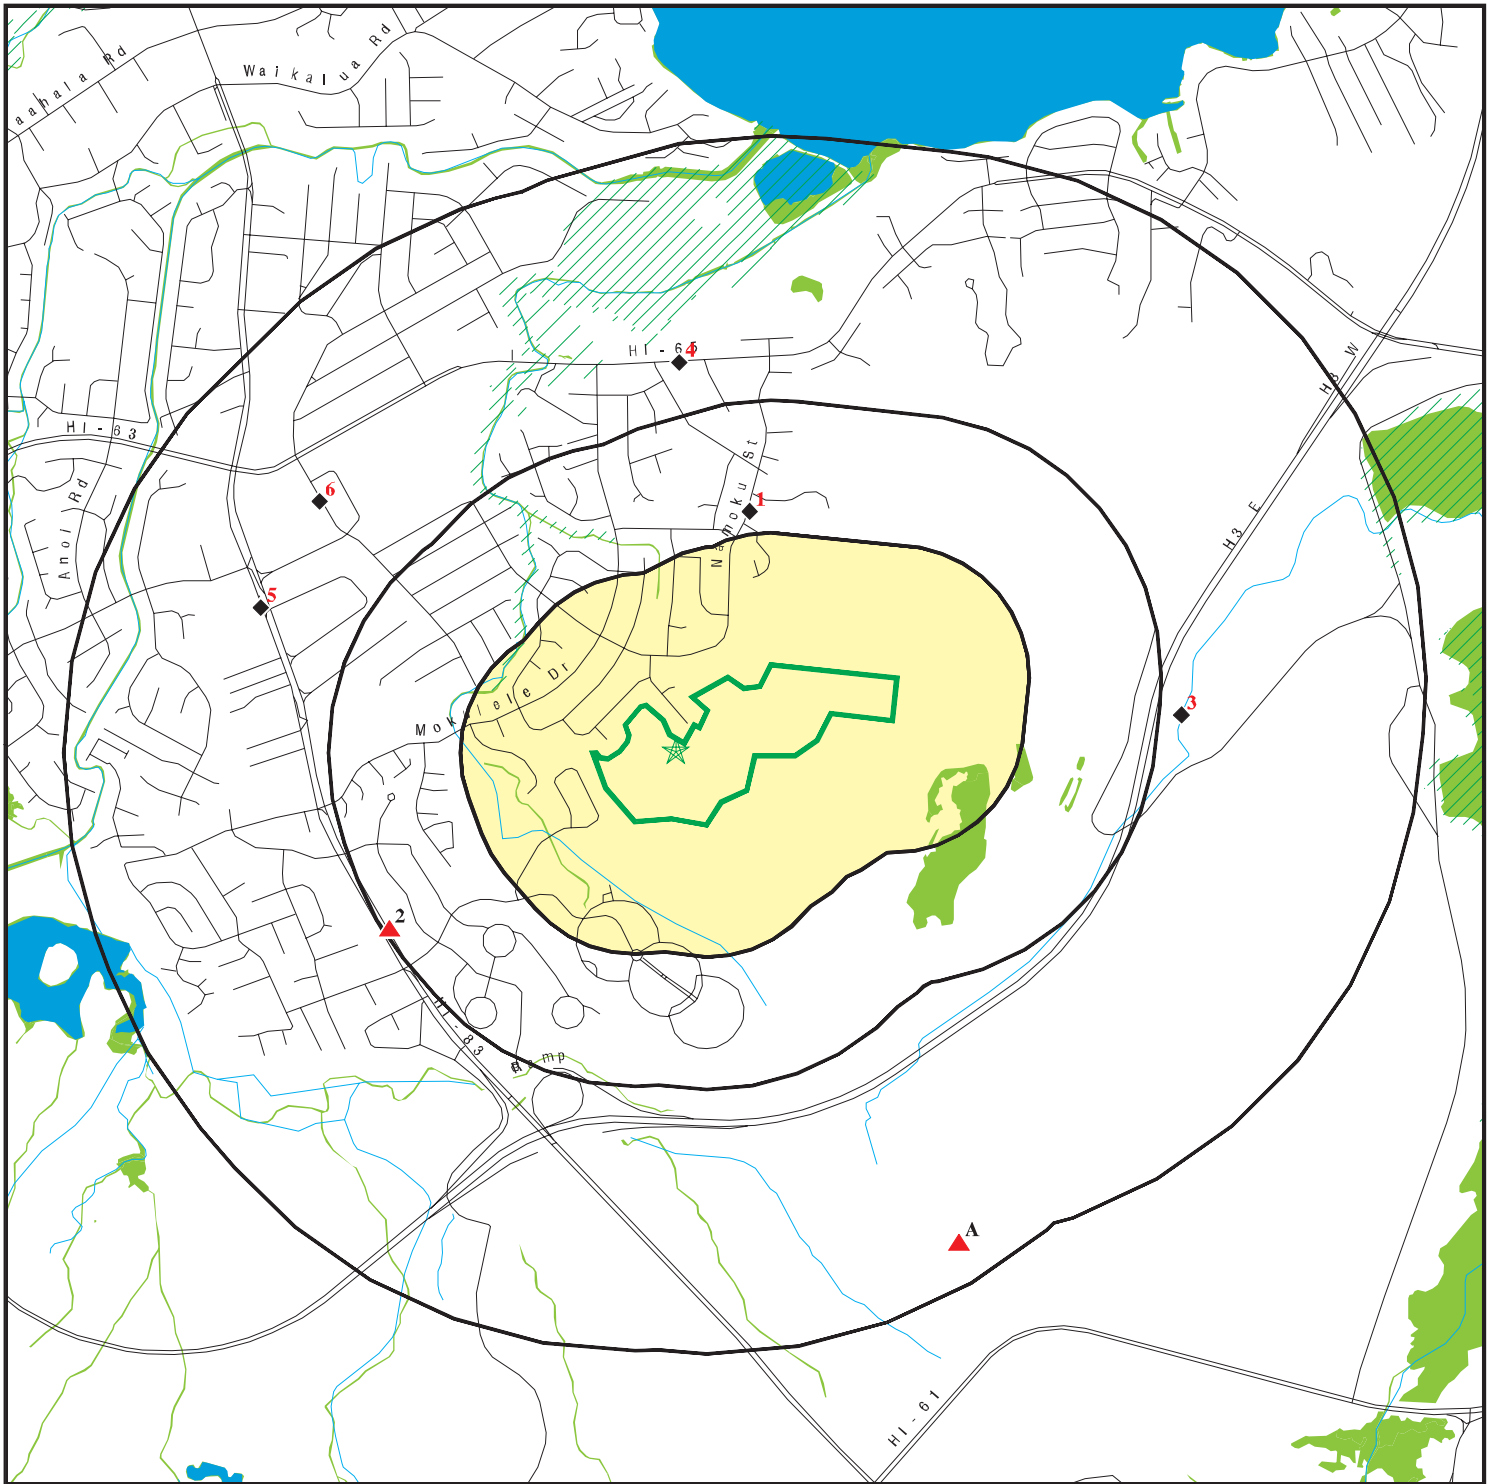 aahala Rd
Waikalua Rd
HI-65
4
H3 W
HI-63
6
Namoku St
1
H3 E
Anoi Rd
5
Mokulele Dr
3
2
HI-83
Ramp
A
HI-61